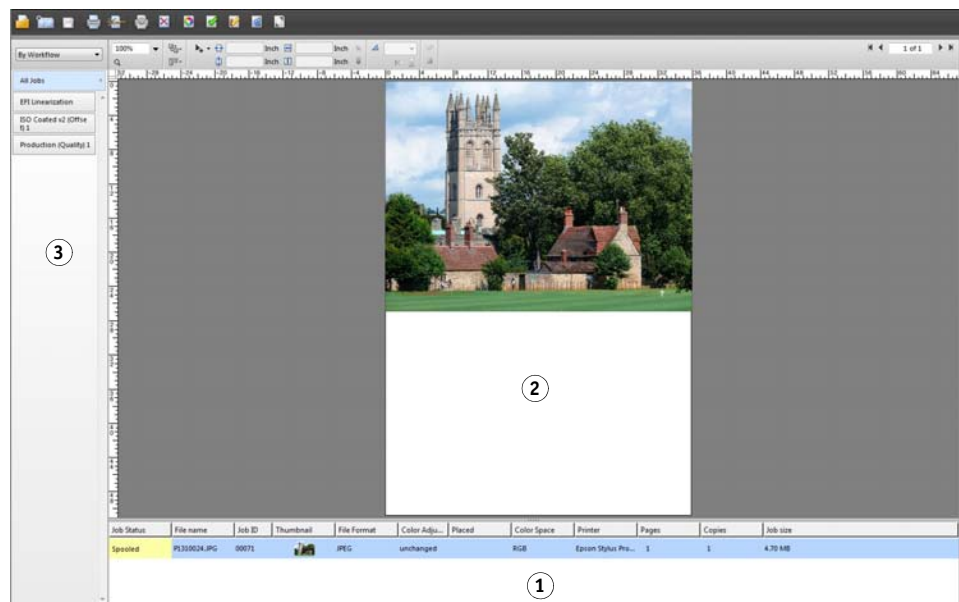 By Workflow
100%
Inch
Inch
1 of 1
Inch
Inch
All Jobs
EFI Linearization
ISO Coated v2 (Offse
t) 1
Production (Quality) 1
3
2
Job Status File name Job ID Thumbnail File Format Color Adju... Placed Color Space Printer Pages Copies Job size
Spooled P1310024.JPG 00071 JPEG unchanged RGB Epson Stylus Pro... 1 1 4.70 MB
1